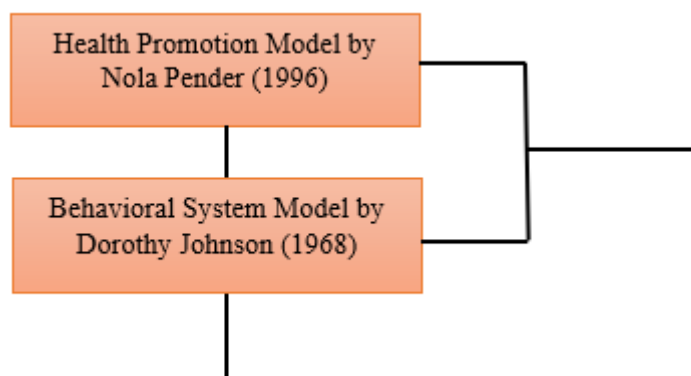 Health Promotion Model by
Nola Pender (1996)
Behavioral System Model by
Dorothy Johnson (1968)